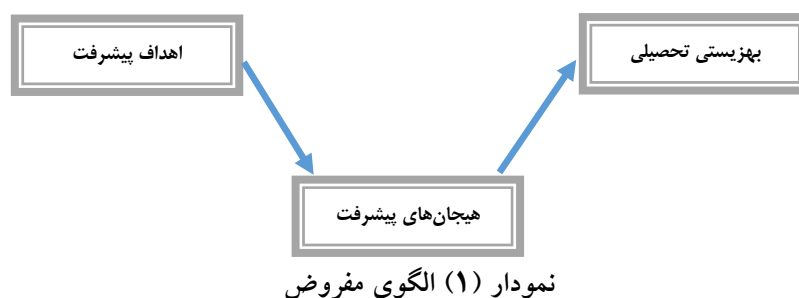 اهداف پیشرفت
بهزیستی تحصیلی
هیجان‌های پیشرفت
نمودار (۱) الگوی مفروض